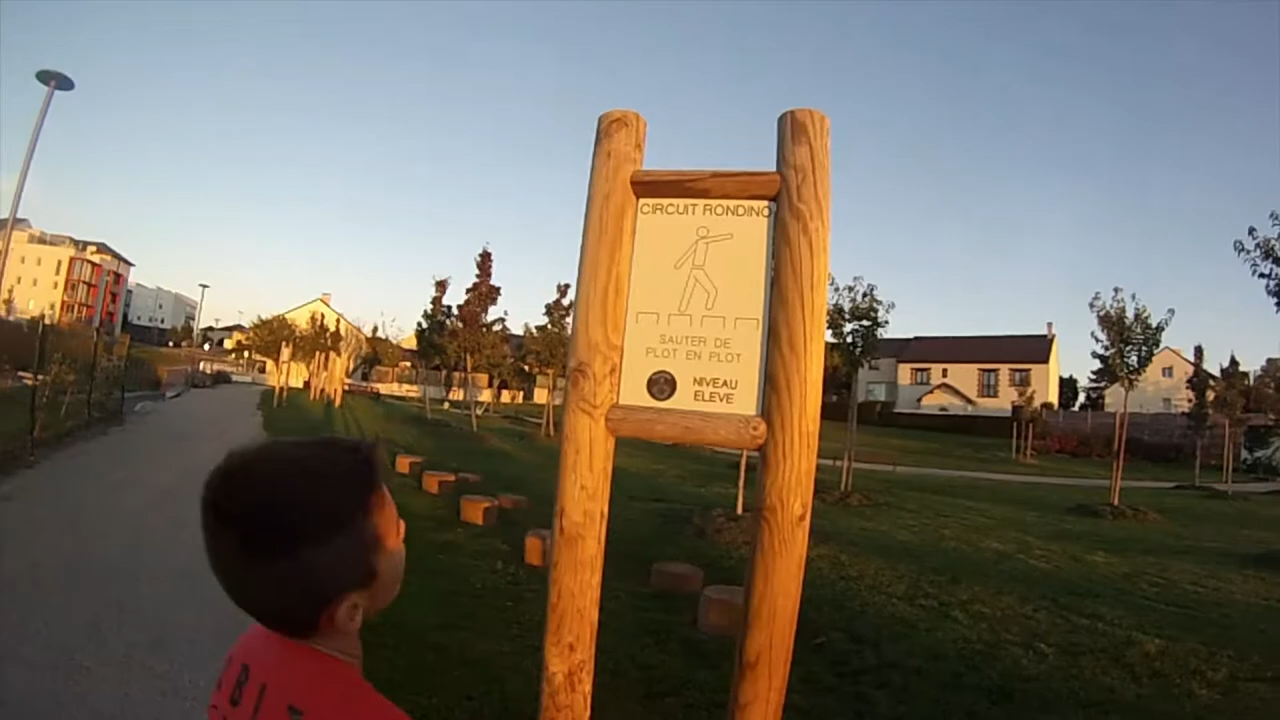 CIRCUIT RONDINO
SAUTER DE
PLOT EN PLOT
NIVEAU
ELEVE